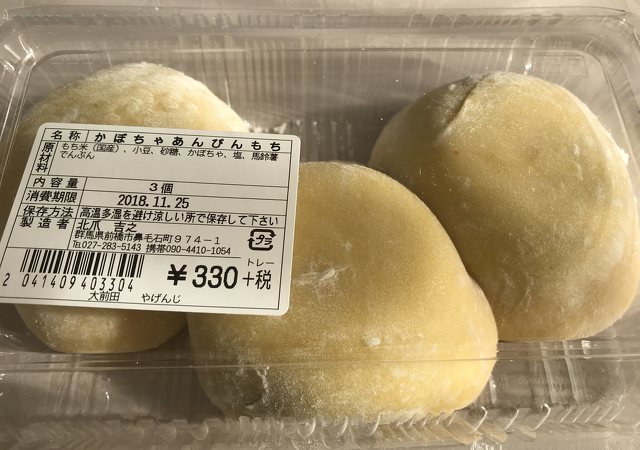 名称 かぼちゃあんぴんもち
原材料 もち米(国産)、小豆、砂糖、かぼちゃ、塩、馬鈴薯
でんぷん
内容量 3個
消費期限 2018.11.25
保存方法 高温多湿を避け涼しい所で保存して下さい
製造者 北爪 吉之
群馬県前橋市鼻毛石町974-1
℡027-283-5143 携帯090-4410-1054
プラ
トレー
¥330+税
2 041409403304
大前田 やげんじ